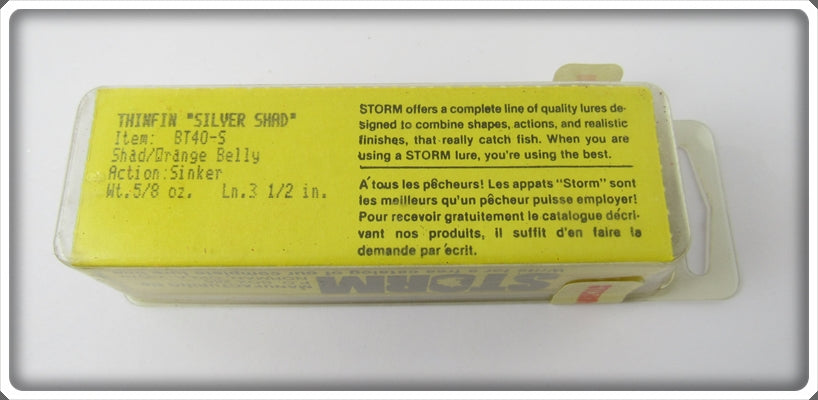 THINFIN "SILVER SHAD"
Item: BT40-S
Shad/Orange Belly
Action:Sinker
Wt.5/8 oz. Ln.3 1/2 in.
STORM offers a complete line of quality lures de-
signed to combine shapes, actions, and realistic
finishes, that really catch fish. When you are
using a STORM lure, you're using the best.
A´tous les pêcheurs! Les appats "Storm" sont
les meilleurs qu'un pêcheur puisse employer!
Pour recevoir gratuitement le catalogue décri-
vant nos produits, il suffit d'en faire la
demande par écrit.
STORM